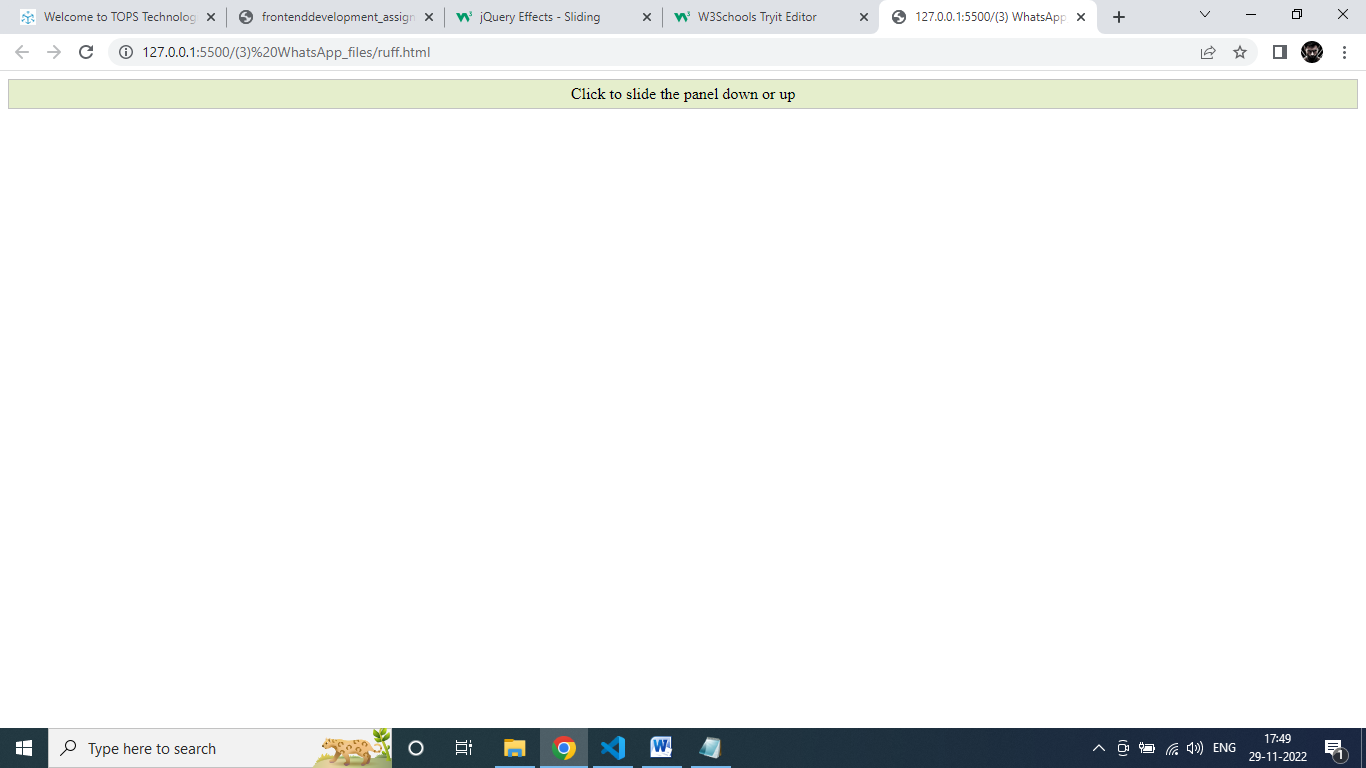 Welcome to TOPS Technolog
frontenddevelopment_assign
jQuery Effects - Sliding
W3Schools Tryit Editor
127.0.0.1:5500/(3) WhatsApp
127.0.0.1:5500/(3)%20WhatsApp_files/ruff.html
Click to slide the panel down or up
Type here to search
ENG
17:49
29-11-2022
1